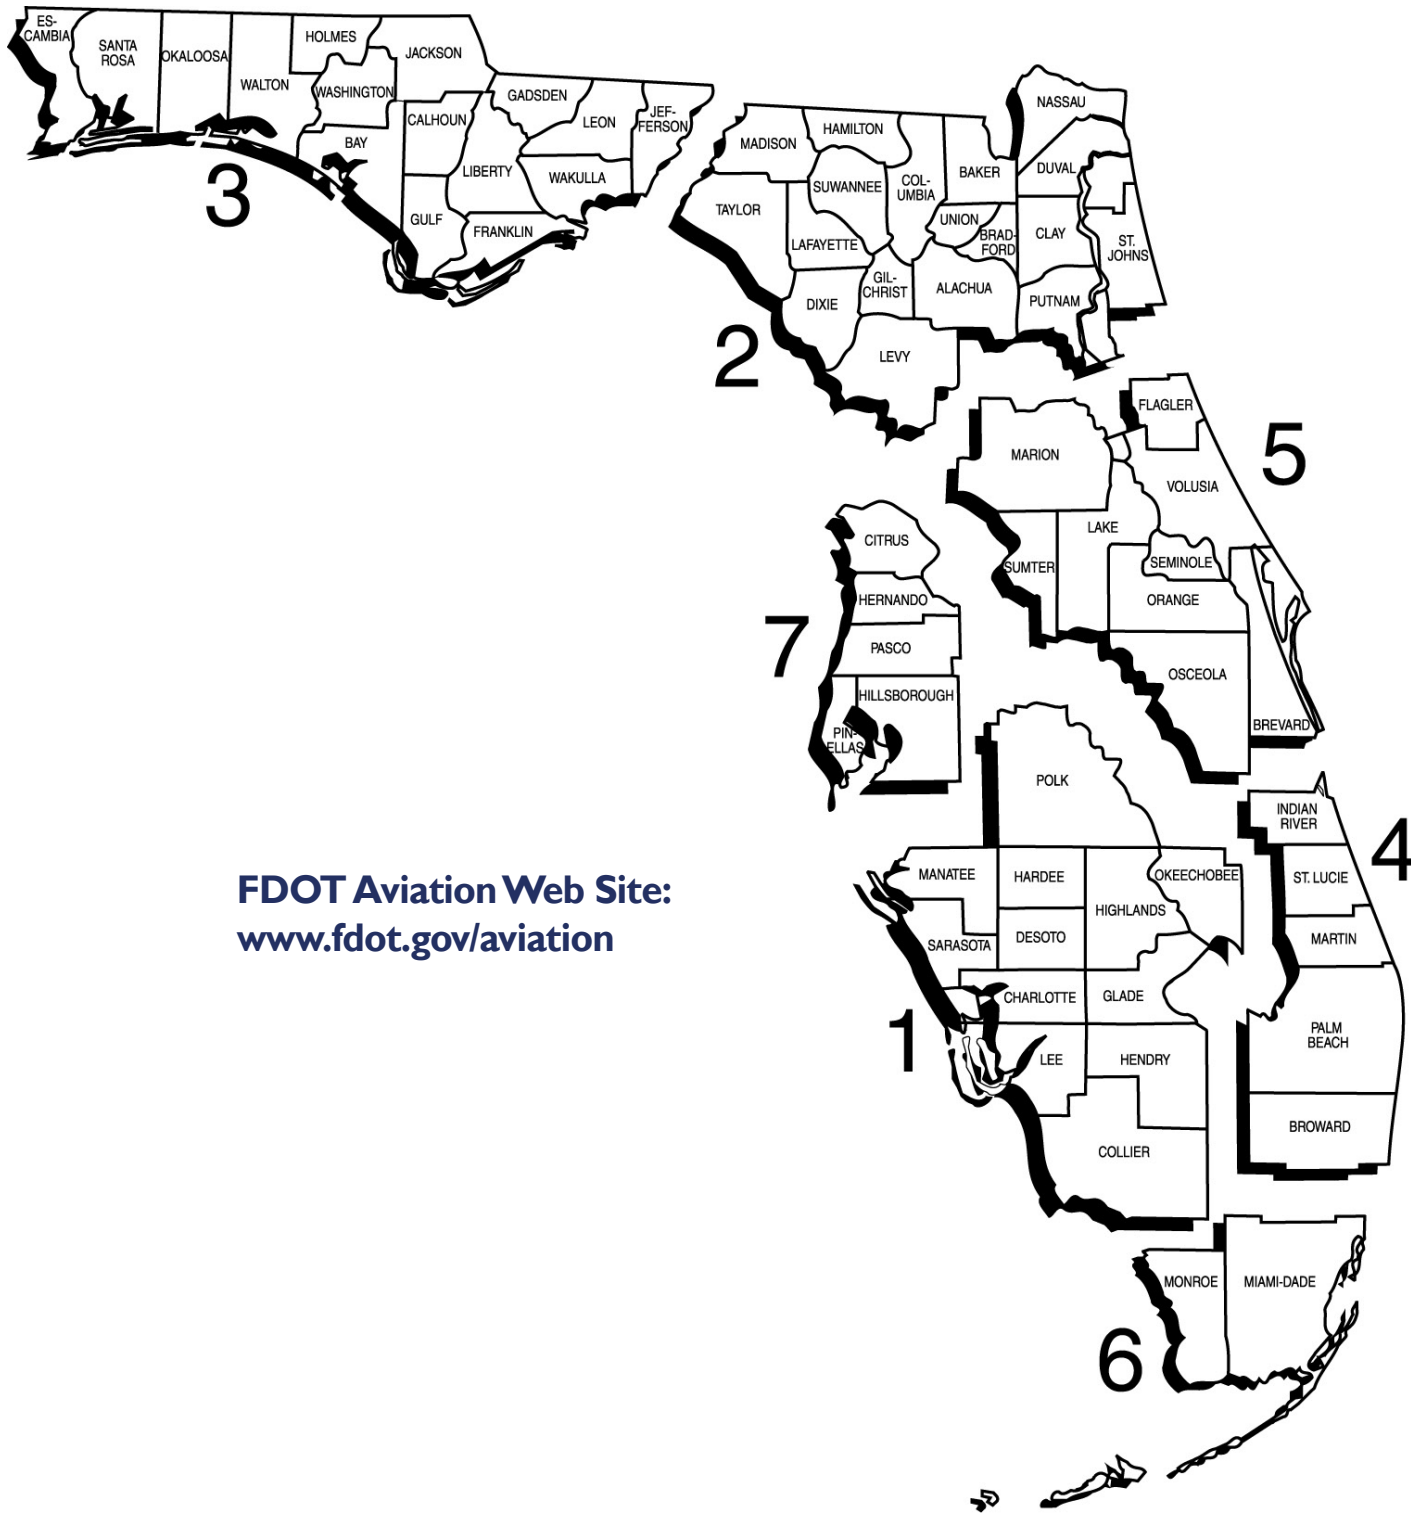 ES-
CAMBIA
SANTA
ROSA
OKALOOSA
WALTON
HOLMES
WASHINGTON
JACKSON
BAY
CALHOUN
GULF
LIBERTY
GADSDEN
LEON
JEF-
FERSON
WAKULLA
FRANKLIN
3
MADISON
HAMILTON
TAYLOR
SUWANNEE
LAFAYETTE
COL-
UMBIA
BAKER
NASSAU
DUVAL
UNION
BRAD-
FORD
CLAY
ST.
JOHNS
DIXIE
GIL-
CHRIST
ALACHUA
PUTNAM
LEVY
2
FLAGLER
MARION
VOLUSIA
LAKE
SUMTER
SEMINOLE
ORANGE
OSCEOLA
BREVARD
5
CITRUS
HERNANDO
PASCO
HILLSBOROUGH
PIN-
ELLAS
7
POLK
MANATEE
HARDEE
OKEECHOBEE
HIGHLANDS
SARASOTA
DESOTO
CHARLOTTE
GLADE
LEE
HENDRY
COLLIER
1
INDIAN
RIVER
ST. LUCIE
MARTIN
PALM
BEACH
BROWARD
4
MONROE
MIAMI-DADE
6
FDOT Aviation Web Site:
www.fdot.gov/aviation